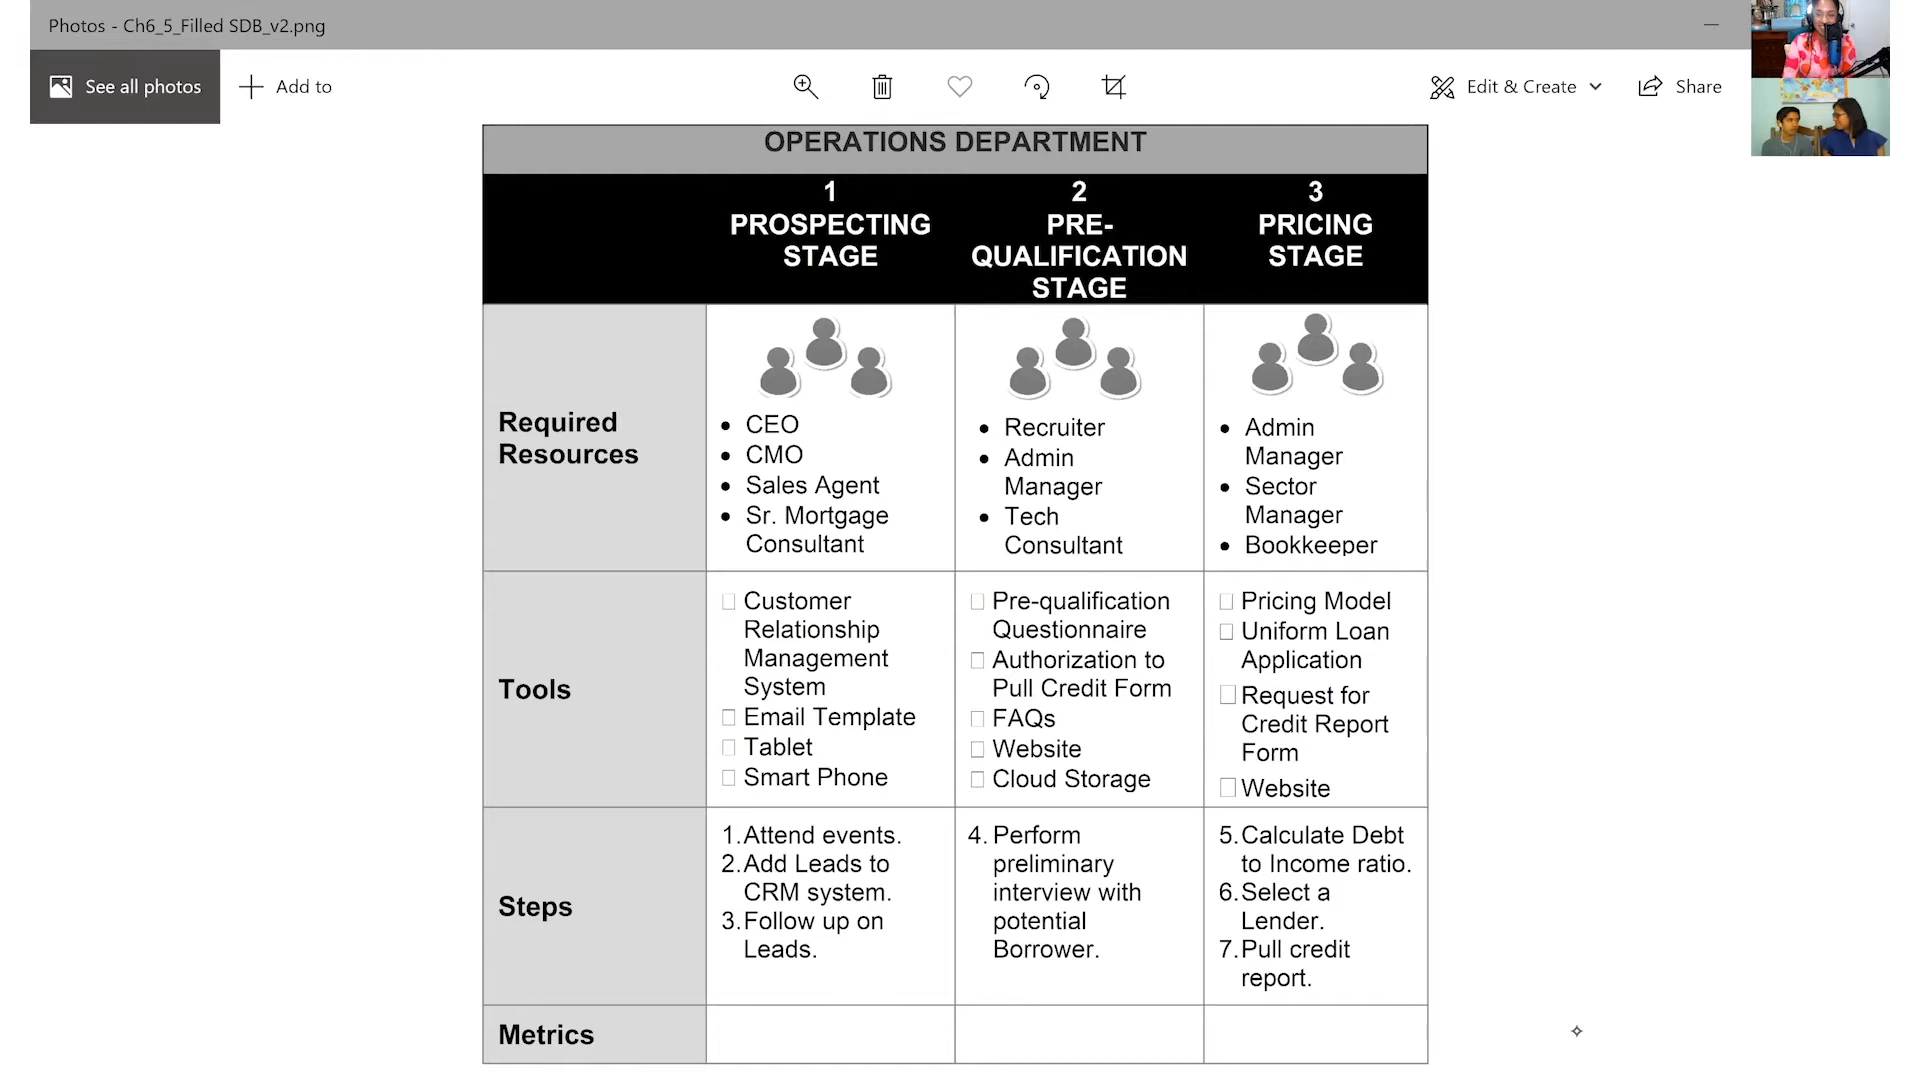 Photos - Ch6_5_Filled SDB_v2.png
See all photos
Add to
Edit & Create
Share
OPERATIONS DEPARTMENT
1
PROSPECTING
STAGE
2
PRE-
QUALIFICATION
STAGE
3
PRICING
STAGE
Required
Resources
CEO
CMO
Sales Agent
Sr. Mortgage
Consultant
Recruiter
Admin
Manager
Tech
Consultant
Admin
Manager
Sector
Manager
Bookkeeper
Tools
Customer
Relationship
Management
System
Email Template
Tablet
Smart Phone
Pre-qualification
Questionnaire
Authorization to
Pull Credit Form
FAQs
Website
Cloud Storage
Pricing Model
Uniform Loan
Application
Request for
Credit Report
Form
Website
Steps
1. Attend events.
2. Add Leads to
CRM system.
3. Follow up on
Leads.
4. Perform
preliminary
interview with
potential
Borrower.
5. Calculate Debt
to Income ratio.
6. Select a
Lender.
7. Pull credit
report.
Metrics